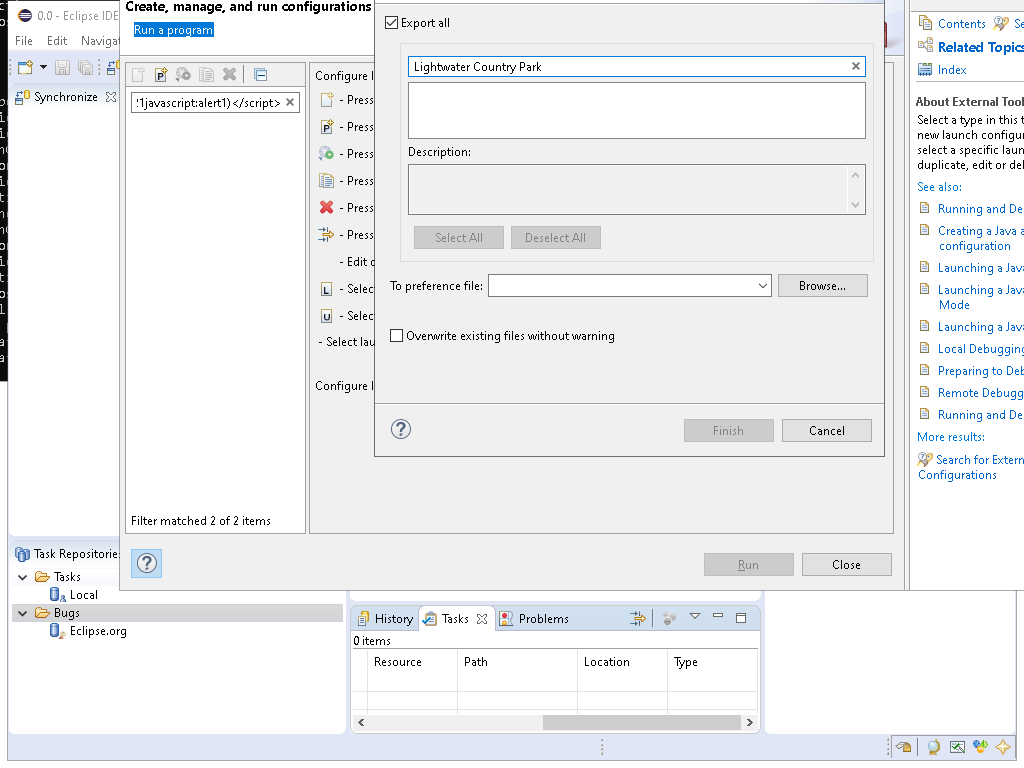 0.0 - Eclipse IDE
File Edit Navigat
Synchronize
Create, manage, and run configurations
Run a program
!1javascript:alert1)</script>
Filter matched 2 of 2 items
Configure l
- Press
- Press
- Press
- Press
- Press
- Press
- Edit
- Selec
- Selec
- Select lau
Configure l
Export all
Lightwater Country Park
Description:
Select All Deselect All
To preference file:
Browse...
Overwrite existing files without warning
Finish Cancel
Run Close
Contents
Related Topics
Index
About External Tool
Select a type in this t
new launch configu
select a specific laun
duplicate, edit or del
See also:
Running and De
Creating a Java a
configuration
Launching a Java
Launching a Java
Mode
Launching a Java
Local Debugging
Preparing to Deb
Remote Debugg
Running and De
More results:
Search for Extern
Configurations
Task Repositories
Tasks
Local
Bugs
Eclipse.org
History Tasks Problems
0 items
Resource Path Location Type